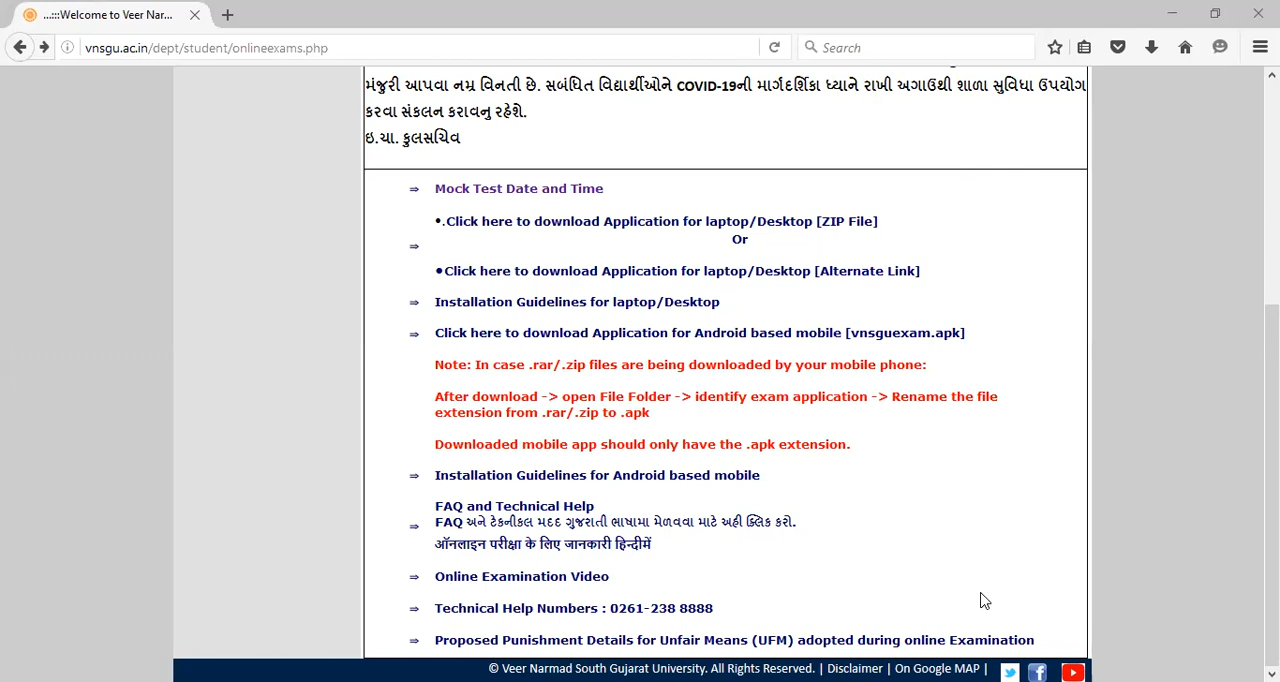 ...:::Welcome to Veer Nar...
vnsgu.ac.in/dept/student/onlineexams.php
Search
મંજુરી આપવા નમ્ર વિનતી છે. સબંધિત વિદ્યાર્થીઓને COVID-19ની માર્ગદર્શિકા ધ્યાને રાખી અગાઉથી શાળા સુવિધા ઉપયોગ
કરવા સંકલન કરાવનુ રહેશે.
ઇ.ચા. કુલસચિવ
⇒ Mock Test Date and Time
•.Click here to download Application for laptop/Desktop [ZIP File]
Or
⇒
•Click here to download Application for laptop/Desktop [Alternate Link]
⇒ Installation Guidelines for laptop/Desktop
⇒ Click here to download Application for Android based mobile [vnsguexam.apk]
Note: In case .rar/.zip files are being downloaded by your mobile phone:
After download -> open File Folder -> identify exam application -> Rename the file
extension from .rar/.zip to .apk
Downloaded mobile app should only have the .apk extension.
⇒ Installation Guidelines for Android based mobile
FAQ and Technical Help
⇒ FAQ અને ટેકનીકલ મદદ ગુજરાતી ભાષામા મેળવવા માટે અહી ક્લિક કરો.
ऑनलाइन परीक्षा के लिए जानकारी हिन्दीमें
⇒ Online Examination Video
⇒ Technical Help Numbers : 0261-238 8888
⇒ Proposed Punishment Details for Unfair Means (UFM) adopted during online Examination
© Veer Narmad South Gujarat University. All Rights Reserved. | Disclaimer | On Google MAP |